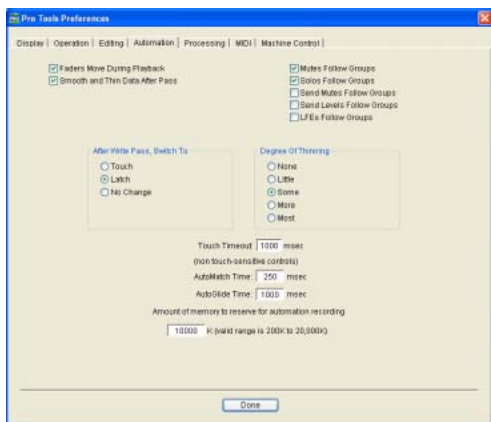 Pro Tools Preferences
Display | Operation | Editing | Automation | Processing | MIDI | Machine Control |
Faders Move During Playback
Smooth and Thin Data After Pass
Mutes Follow Groups
Solos Follow Groups
Send Mutes Follow Groups
Send Levels Follow Groups
LFEs Follow Groups
After Write Pass, Switch To
Touch
Latch
No Change
Degree Of Thinning
None
Little
Some
More
Most
Touch Timeout 1000 msec
(non touch-sensitive controls)
AutoMatch Time: 250 msec
AutoGlide Time: 1000 msec
Amount of memory to reserve for automation recording
10000 K (valid range is 200K to 20,000K)
Done